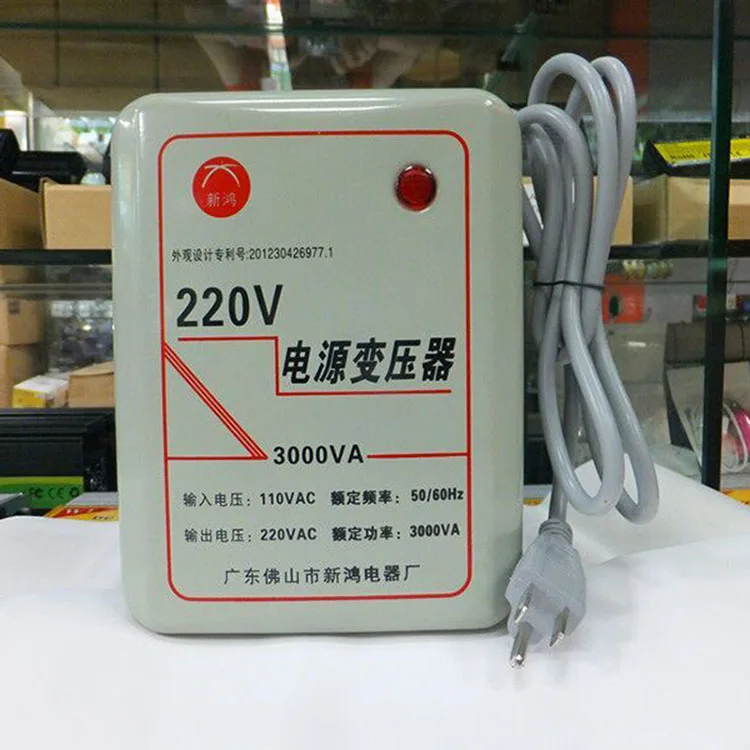 新鸿
外观设计专利号:201230426977.1
220V
电源变压器
3000VA
输入电压: 110VAC 额定频率: 50/60Hz
输出电压: 220VAC 额定功率: 3000VA
广东佛山市新鸿电器厂